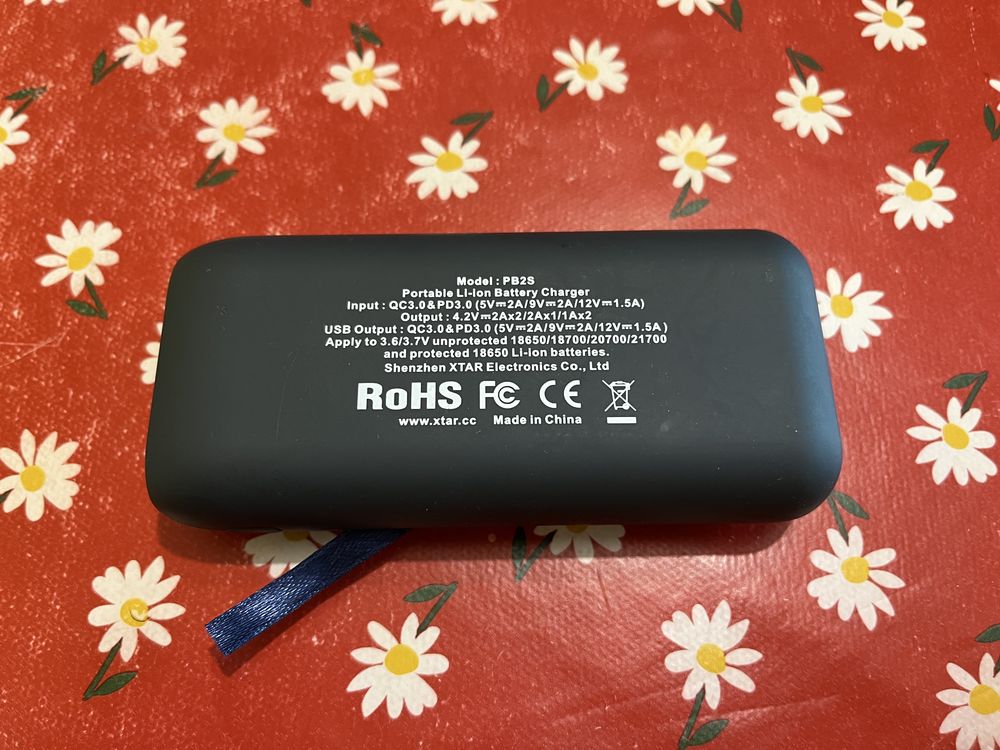 Model : PB2S
Portable Li-ion Battery Charger
Input : QC3.0&PD3.0 (5V⎓2A/9V⎓2A/12V⎓1.5A)
Output : 4.2V⎓2Ax2/2Ax1/1Ax2
USB Output : QC3.0&PD3.0 (5V⎓2A/9V⎓2A/12V⎓1.5A)
Apply to 3.6/3.7V unprotected 18650/18700/20700/21700
and protected 18650 Li-ion batteries.
Shenzhen XTAR Electronics Co., Ltd
RoHS FC CE
www.xtar.cc Made in China